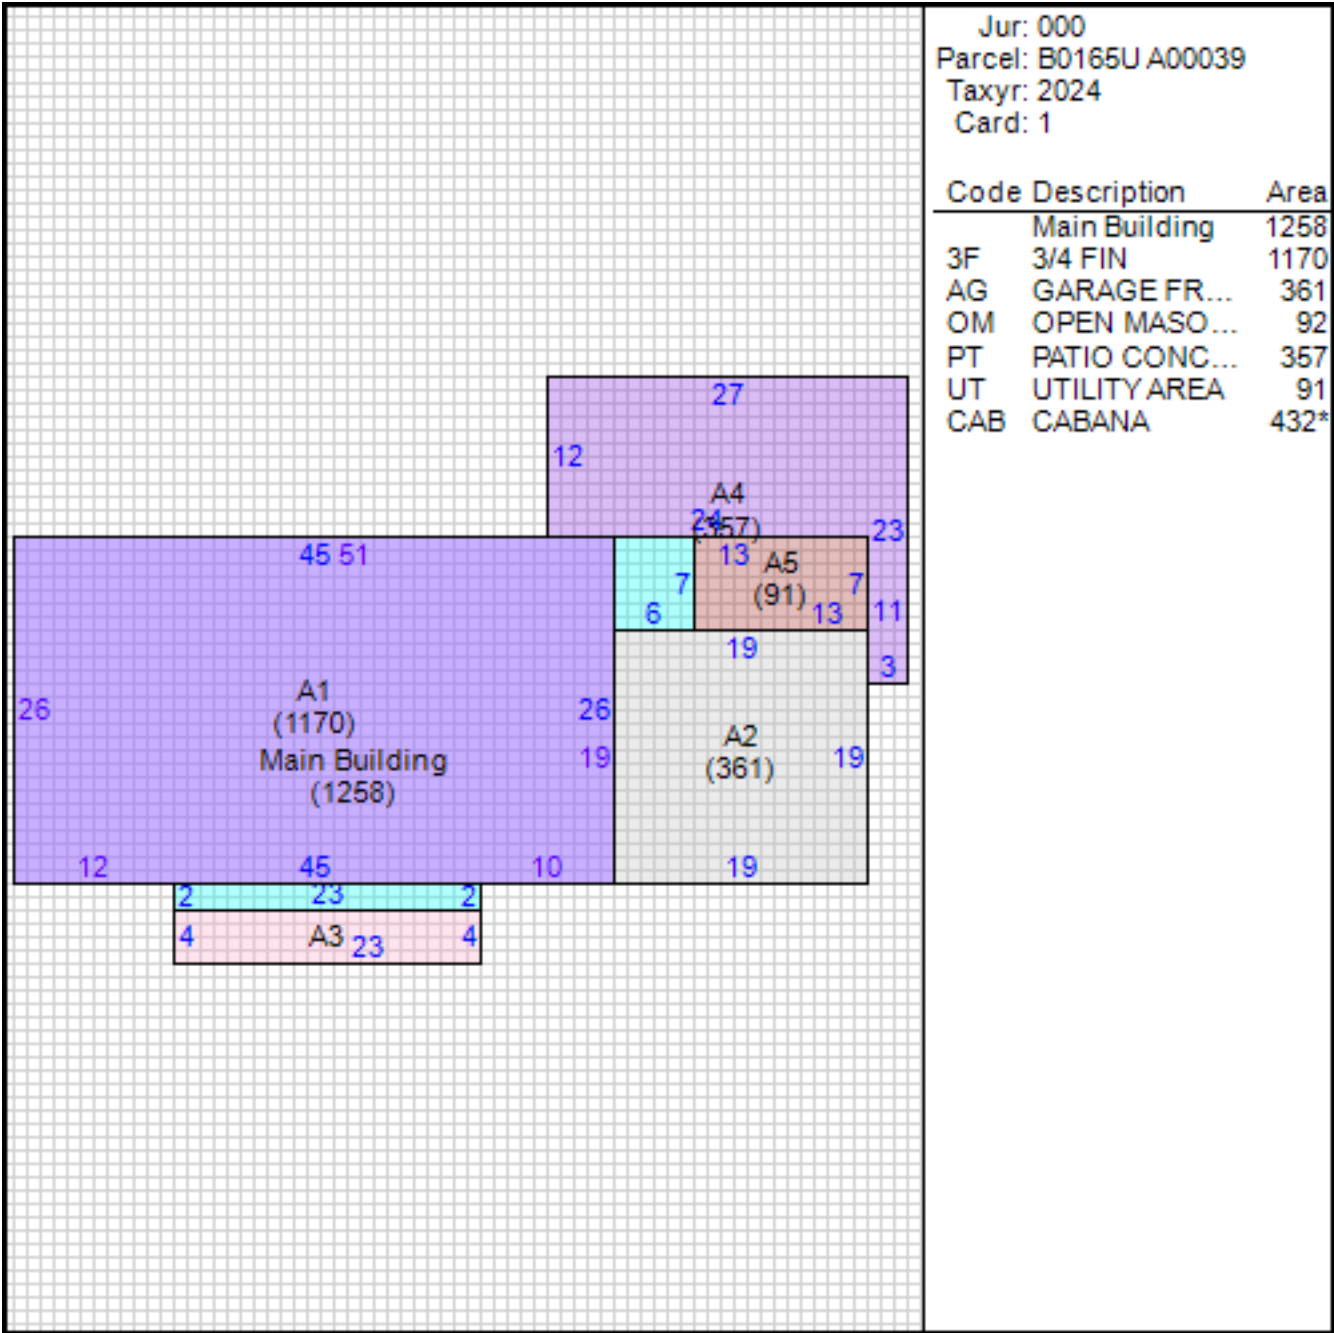 Jur: 000
Parcel: B0165U A00039
Taxyr: 2024
Card: 1
Code Description Area
Main Building 1258
3F 3/4 FIN 1170
AG GARAGE FR... 361
OM OPEN MASO... 92
PT PATIO CONC... 357
UT UTILITY AREA 91
CAB CABANA 432*
27
12
A4
24
(357)
23
45 51
13
A5
7
(91)
7
6
13
11
19
3
26
A1
(1170)
26
Main Building
(1258)
19
A2
(361)
19
12
45
10
19
2
23
2
4
A3
23
4